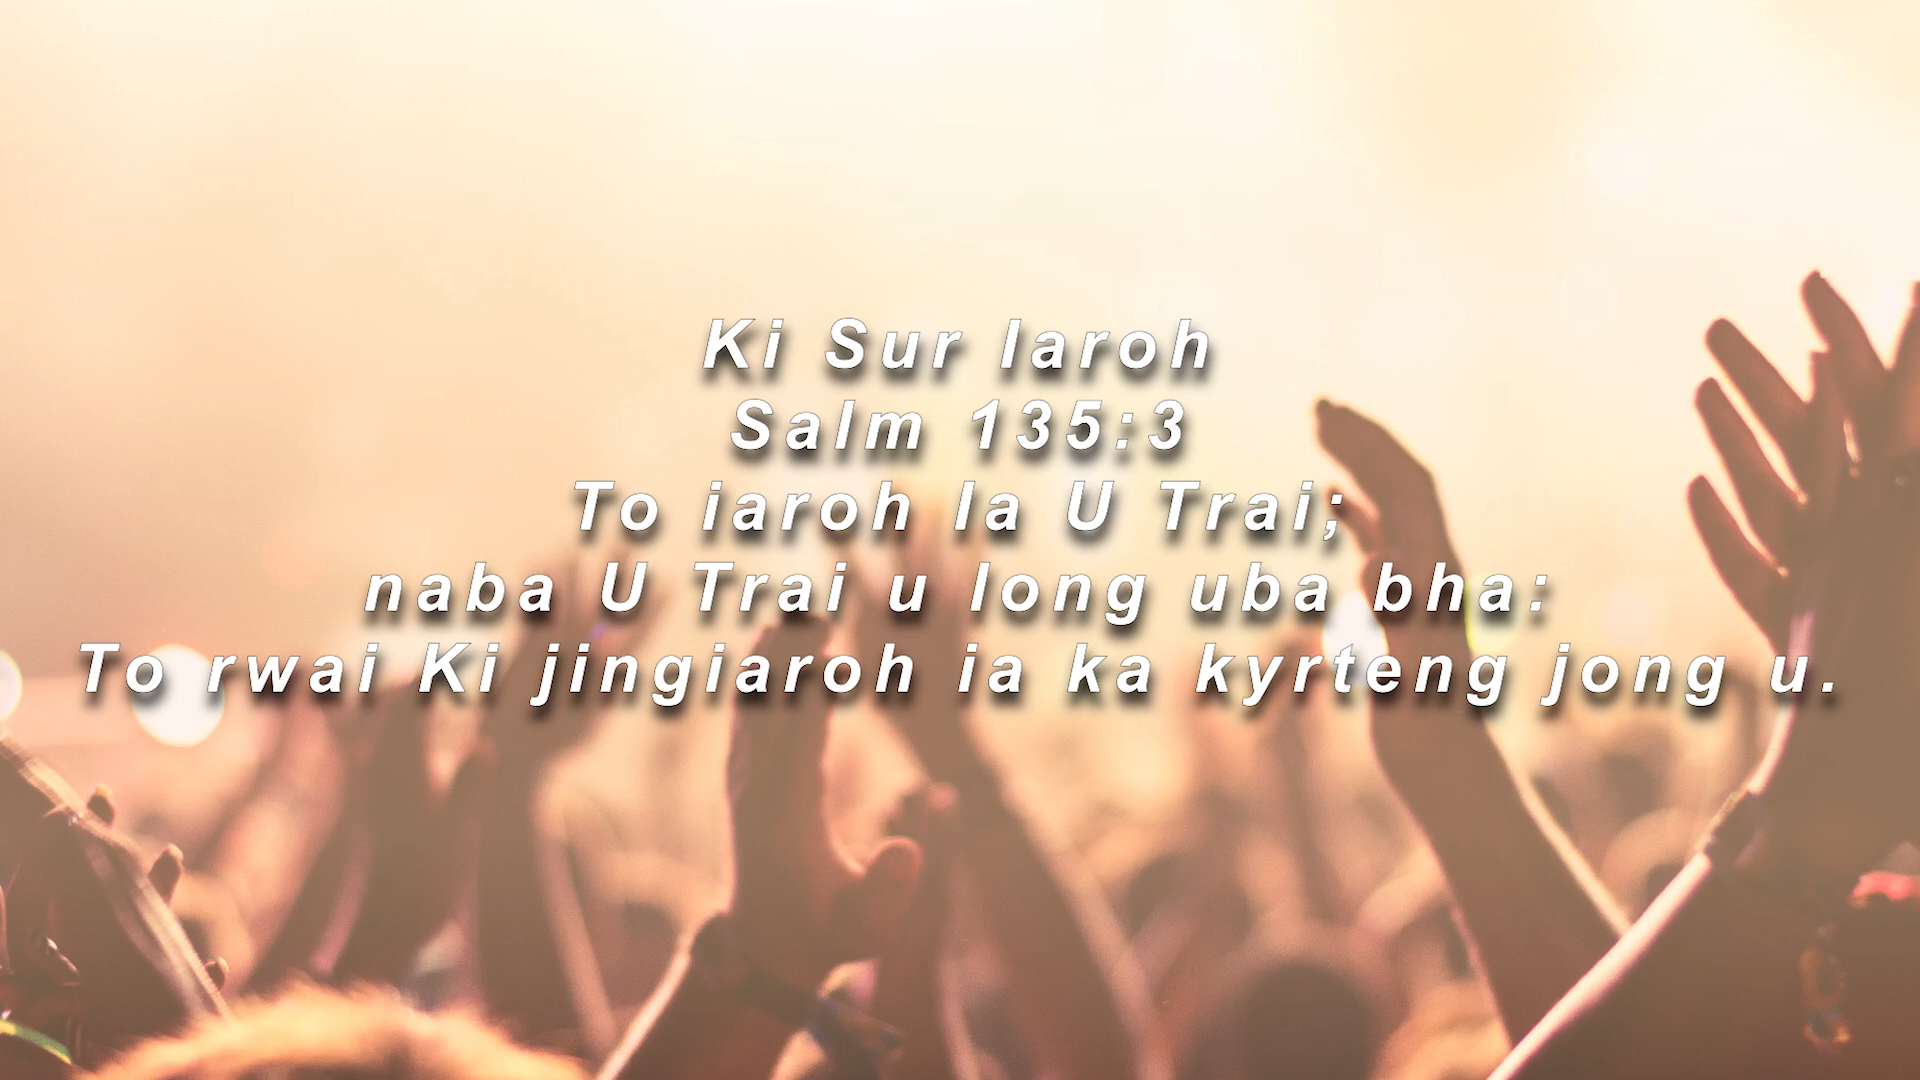 Ki Sur Iaroh
Salm 135:3
To iaroh Ia U Trai;
naba U Trai u long uba bha:
To rwai Ki jingiaroh ia ka kyrteng jong u.